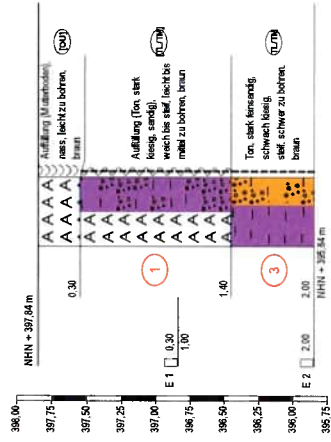 NHN + 397,84 m
398,00
397,75
397,50
397,25
397,00
396,75
396,50
396,25
396,00
395,75
E 1
0,30
1,00
E 2
2,00
0,30
1,40
2,00
NHN + 395,84 m
1
3
A A A A A A A A A A A A
Auffüllung (Mutterboden),
nass, leicht zu bohren,
braun
[OU]
Auffüllung (Ton, stark
kiesig, sandig),
weich bis steif, leicht bis
mittel zu bohren, braun
[TL/TM]
Ton, stark feinsandig,
schwach kiesig,
steif, schwer zu bohren,
braun
TL/TM